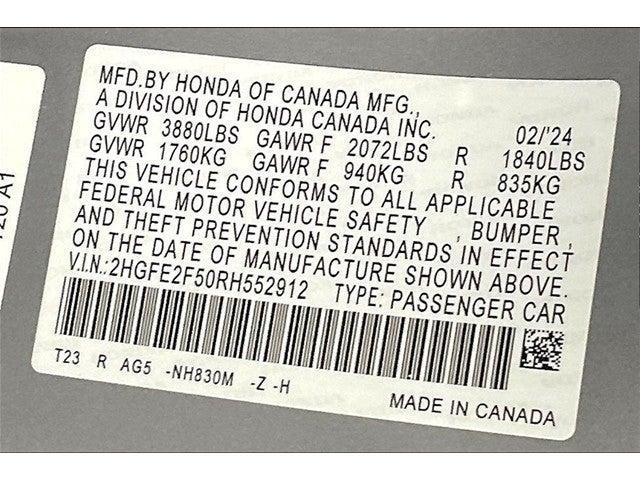 MFD.BY HONDA OF CANADA MFG.,
A DIVISION OF HONDA CANADA INC. 02/'24
GVWR 3880LBS GAWR F 2072LBS R 1840LBS
GVWR 1760KG GAWR F 940KG R 835KG
THIS VEHICLE CONFORMS TO ALL APPLICABLE
FEDERAL MOTOR VEHICLE SAFETY , BUMPER ,
AND THEFT PREVENTION STANDARDS IN EFFECT
ON THE DATE OF MANUFACTURE SHOWN ABOVE.
V.I.N.:2HGFE2F50RH552912 TYPE: PASSENGER CAR
T23 R AG5 -NH830M -Z -H
MADE IN CANADA